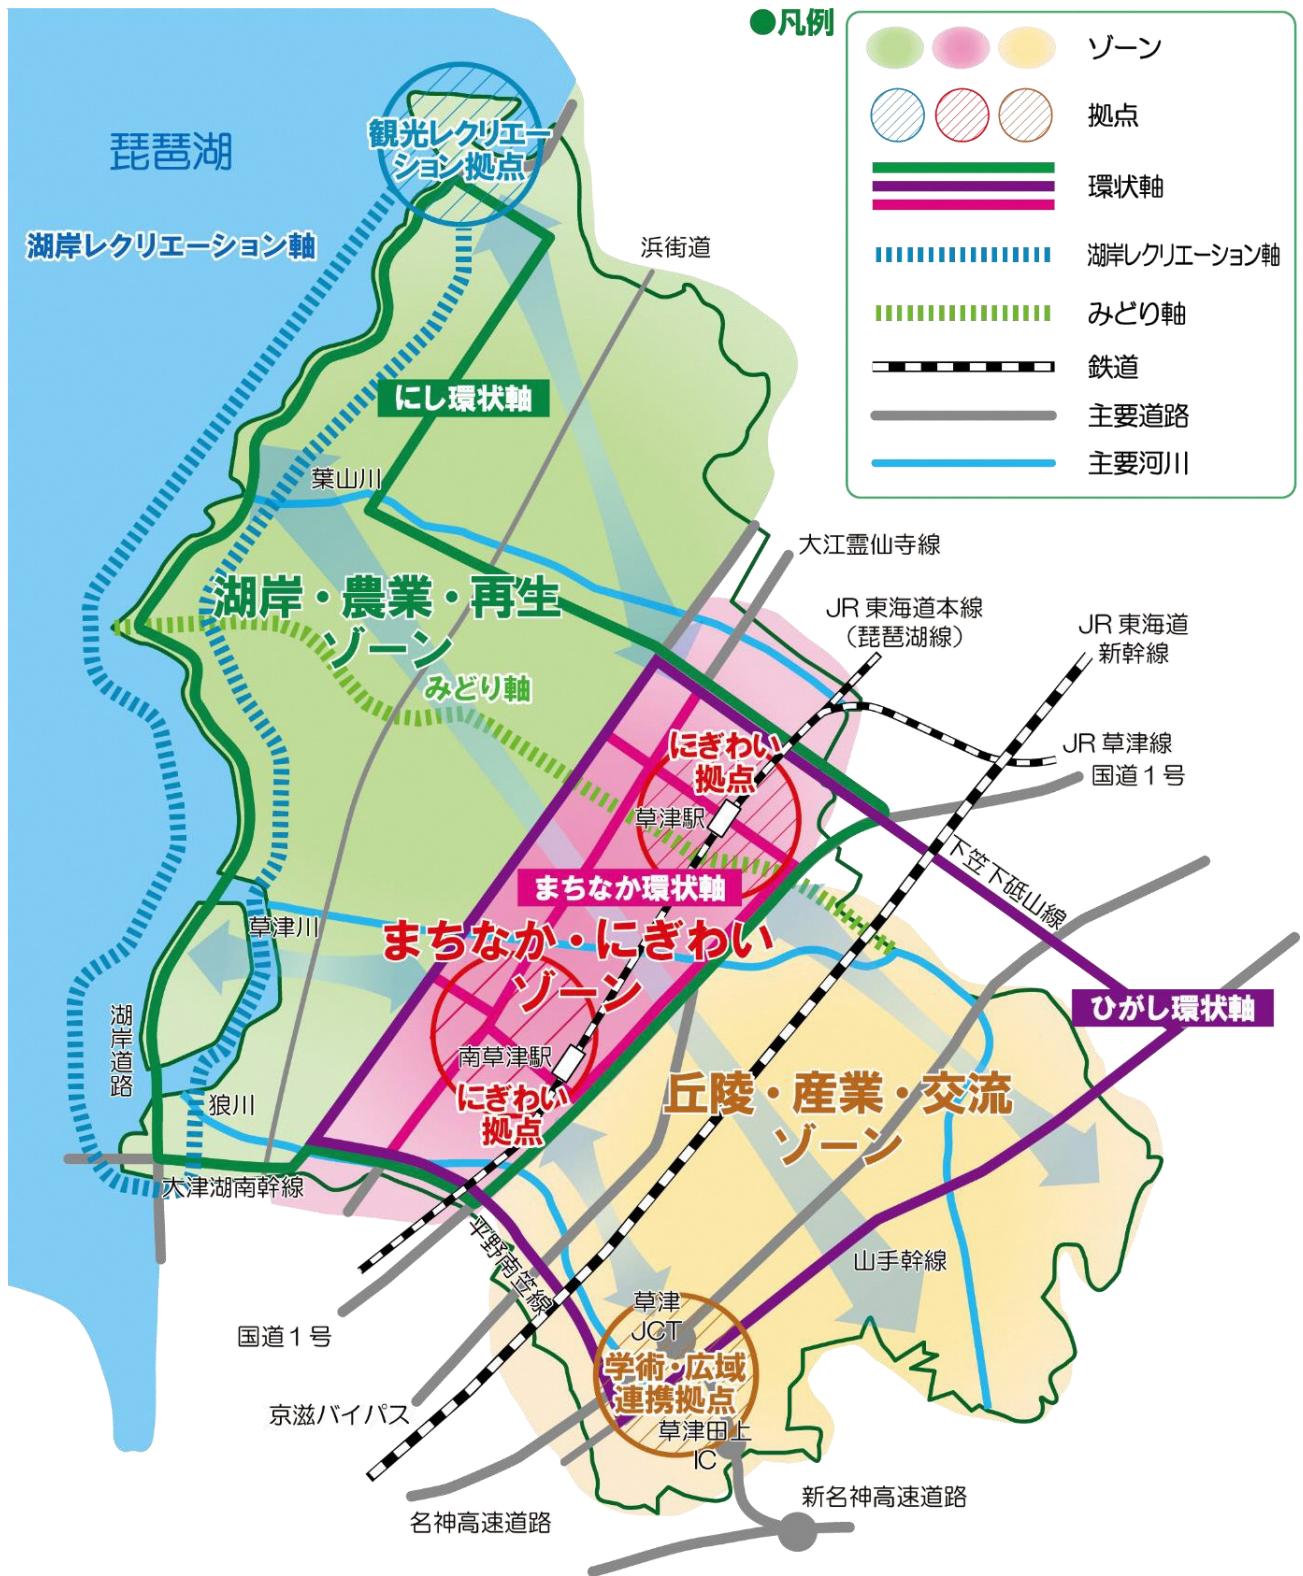 ●凡例
ゾーン
拠点
環状軸
湖岸レクリエーション軸
みどり軸
鉄道
主要道路
主要河川
観光レクリエー
ション拠点
琵琶湖
湖岸レクリエーション軸
浜街道
にし環状軸
葉山川
大江霊仙寺線
湖岸・農業・再生
ゾーン
JR 東海道本線
（琵琶湖線）
JR 東海道
新幹線
みどり軸
にぎわい
拠点
JR 草津線
国道１号
草津駅
下笠下砥山線
まちなか環状軸
草津川
まちなか・にぎわい
ゾーン
ひがし環状軸
湖岸道路
南草津駅
にぎわい
拠点
狼川
丘陵・産業・交流
ゾーン
大津湖南幹線
平野南笠線
山手幹線
草津
JCT
国道１号
学術・広域
連携拠点
京滋バイパス
草津田上
IC
名神高速道路
新名神高速道路